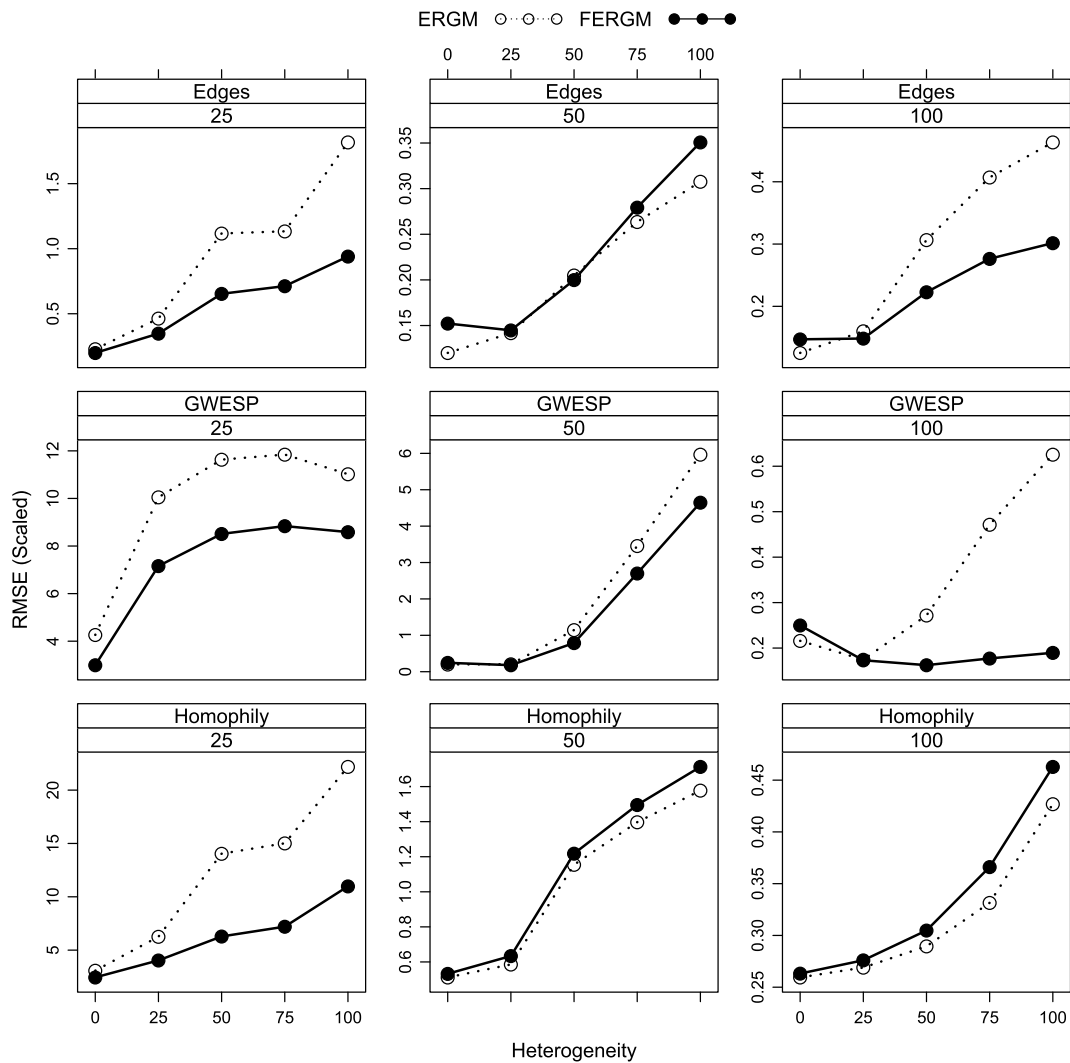 ERGM FERGM
0 25 50 75 100
Edges Edges Edges
25 50 100
0.5 1.0 1.5
0.15 0.20 0.25 0.30 0.35
0.2 0.3 0.4
GWESP GWESP GWESP
25 50 100
4 6 8 10 12
0 1 2 3 4 5 6
0.2 0.3 0.4 0.5 0.6
RMSE (Scaled)
Homophily Homophily Homophily
25 50 100
5 10 15 20
0.6 0.8 1.0 1.2 1.4 1.6
0.25 0.30 0.35 0.40 0.45
0 25 50 75 100 0 25 50 75 100
Heterogeneity